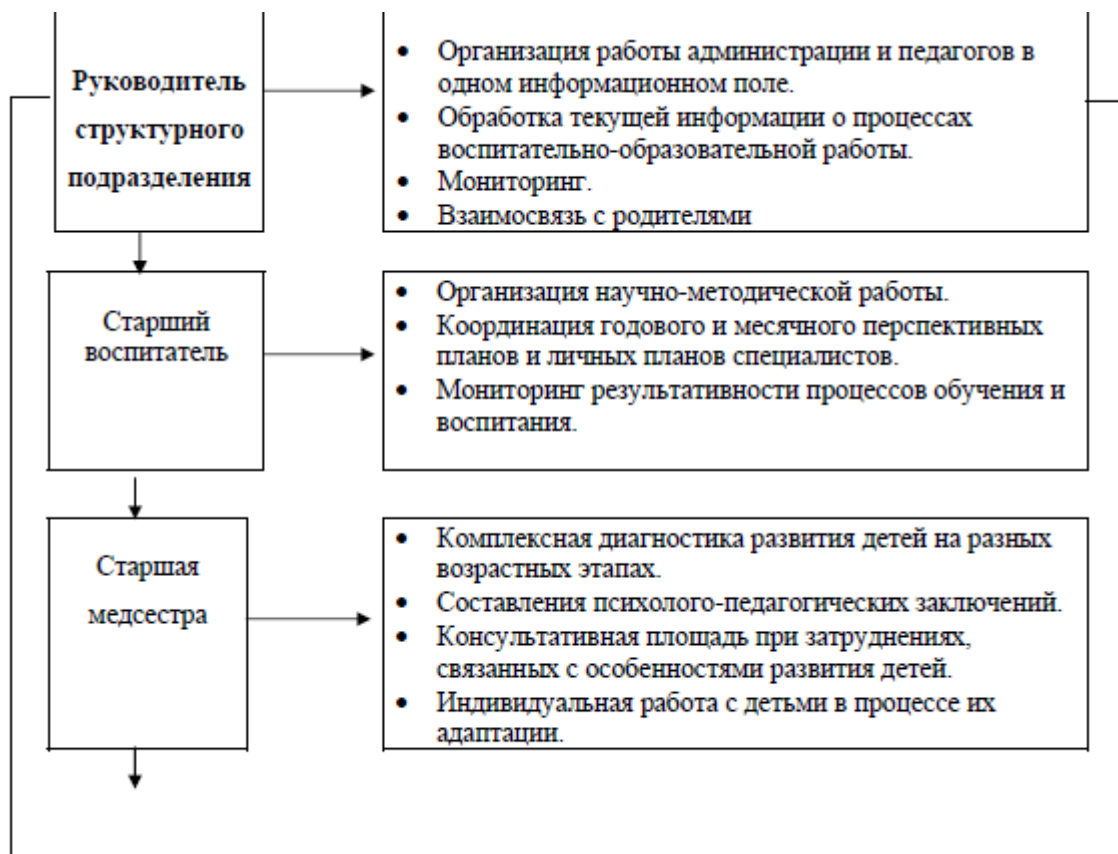 Руководитель
структурного
подразделения
• Организация работы администрации и педагогов в
одном информационном поле.
• Обработка текущей информации о процессах
воспитательно-образовательной работы.
• Мониторинг.
• Взаимосвязь с родителями
Старший
воспитатель
• Организация научно-методической работы.
• Координация годового и месячного перспективных
планов и личных планов специалистов.
• Мониторинг результативности процессов обучения и
воспитания.
Старшая
медсестра
• Комплексная диагностика развития детей на разных
возрастных этапах.
• Составления психолого-педагогических заключений.
• Консультативная площадь при затруднениях,
связанных с особенностями развития детей.
• Индивидуальная работа с детьми в процессе их
адаптации.